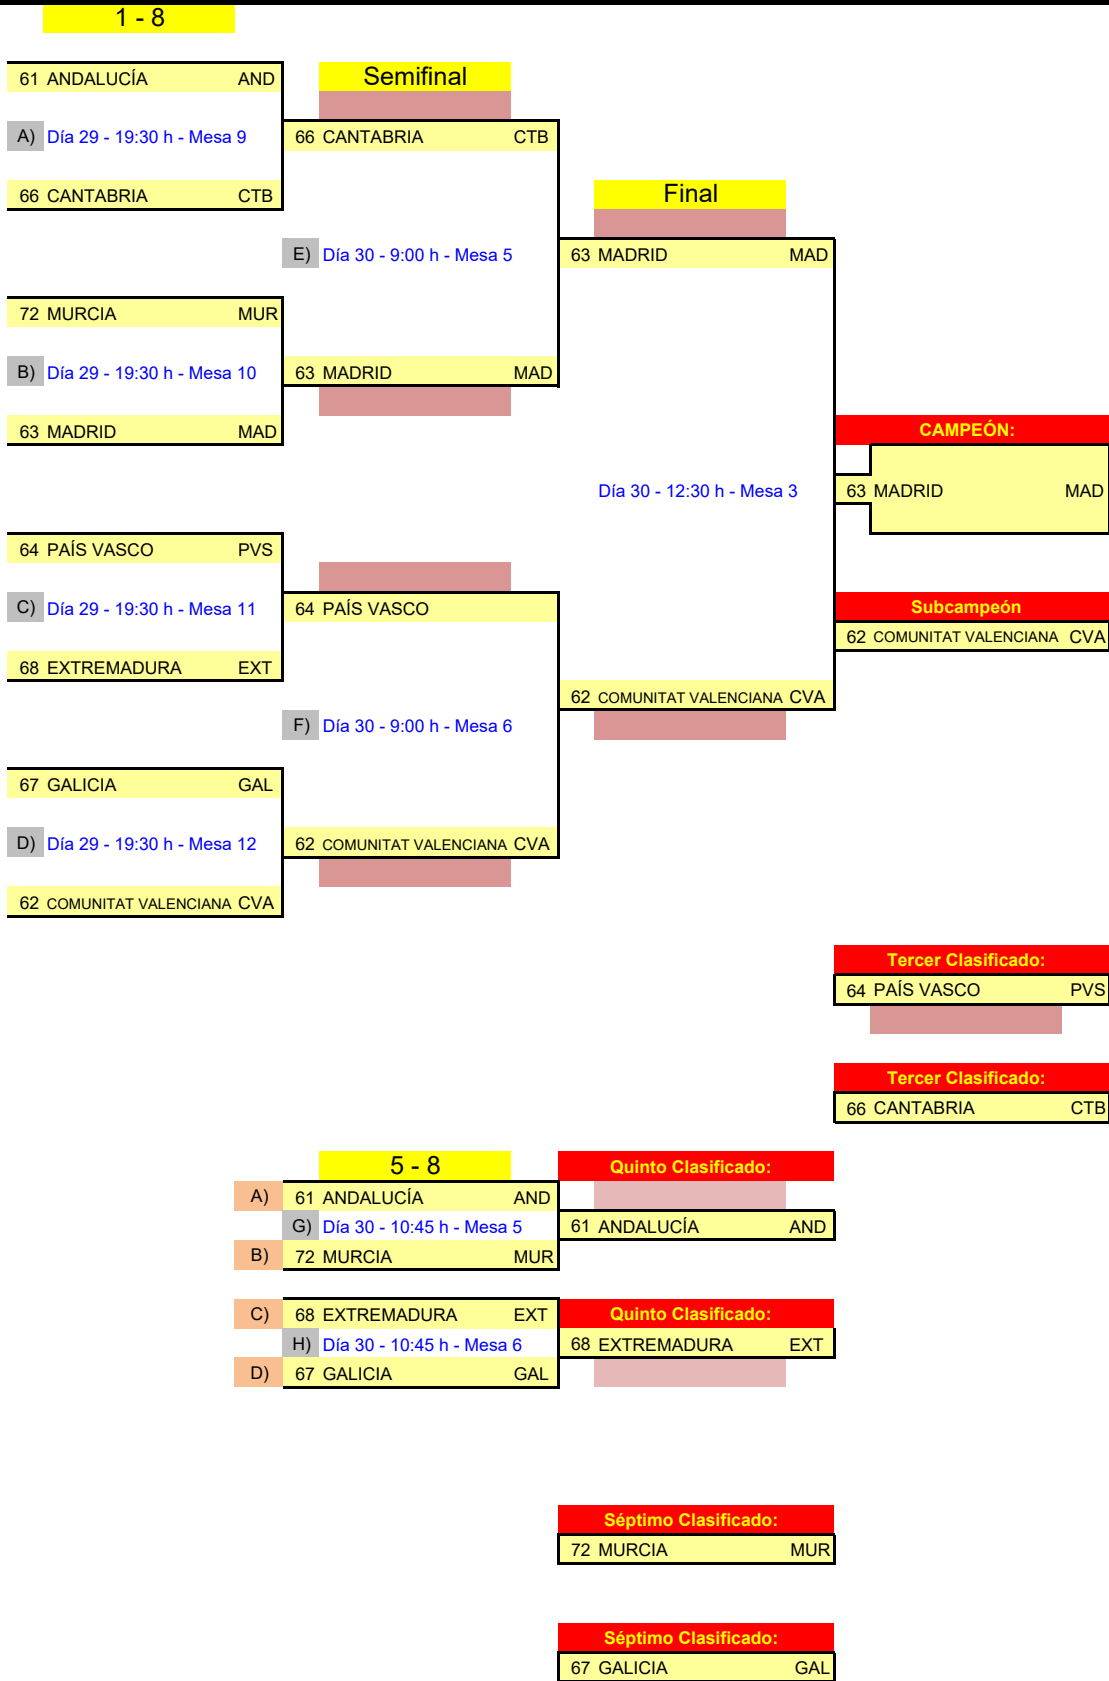 1 - 8
61 ANDALUCÍA AND
Semifinal
A) Día 29 - 19:30 h - Mesa 9
66 CANTABRIA CTB
66 CANTABRIA CTB
Final
E) Día 30 - 9:00 h - Mesa 5
63 MADRID MAD
72 MURCIA MUR
B) Día 29 - 19:30 h - Mesa 10
63 MADRID MAD
63 MADRID MAD
CAMPEÓN:
Día 30 - 12:30 h - Mesa 3
63 MADRID MAD
64 PAÍS VASCO PVS
C) Día 29 - 19:30 h - Mesa 11
64 PAÍS VASCO
Subcampeón
62 COMUNITAT VALENCIANA CVA
68 EXTREMADURA EXT
62 COMUNITAT VALENCIANA CVA
F) Día 30 - 9:00 h - Mesa 6
67 GALICIA GAL
D) Día 29 - 19:30 h - Mesa 12
62 COMUNITAT VALENCIANA CVA
62 COMUNITAT VALENCIANA CVA
Tercer Clasificado:
64 PAÍS VASCO PVS
Tercer Clasificado:
66 CANTABRIA CTB
5 - 8
Quinto Clasificado:
A) 61 ANDALUCÍA AND
G) Día 30 - 10:45 h - Mesa 5
61 ANDALUCÍA AND
B) 72 MURCIA MUR
C) 68 EXTREMADURA EXT
Quinto Clasificado:
H) Día 30 - 10:45 h - Mesa 6
68 EXTREMADURA EXT
D) 67 GALICIA GAL
Séptimo Clasificado:
72 MURCIA MUR
Séptimo Clasificado:
67 GALICIA GAL